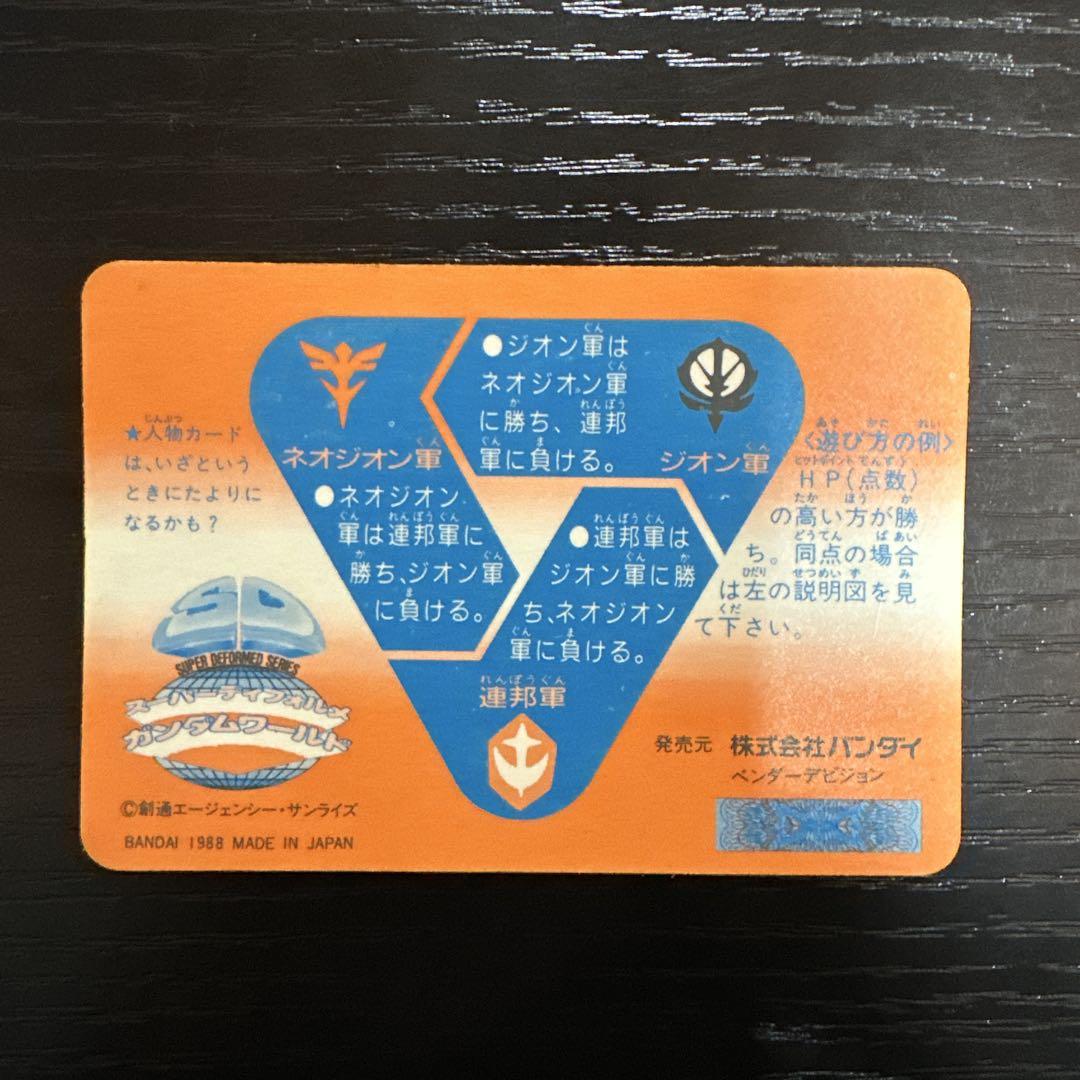 ●ジオン軍は
ネオジオン軍
に勝ち、連邦
軍に負ける。
ネオジオン軍
ジオン軍
●ネオジオン
軍は連邦軍に
勝ち、ジオン軍
に負ける。
●連邦軍は
ジオン軍に勝
ち、ネオジオン
軍に負ける。
連邦軍
★人物カード
は、いざという
ときにたよりに
なるかも?
〈遊び方の例〉
HP(点数)
の高い方が勝
ち。同点の場合
は左の説明図を見
て下さい。
SD
SUPER DEFORMED SERIES
スーパーディフォルメ
ガンダムワールド
©創通エージェンシー・サンライズ
BANDAI 1988 MADE IN JAPAN
発売元 株式会社バンダイ
ベンダーデビジョン